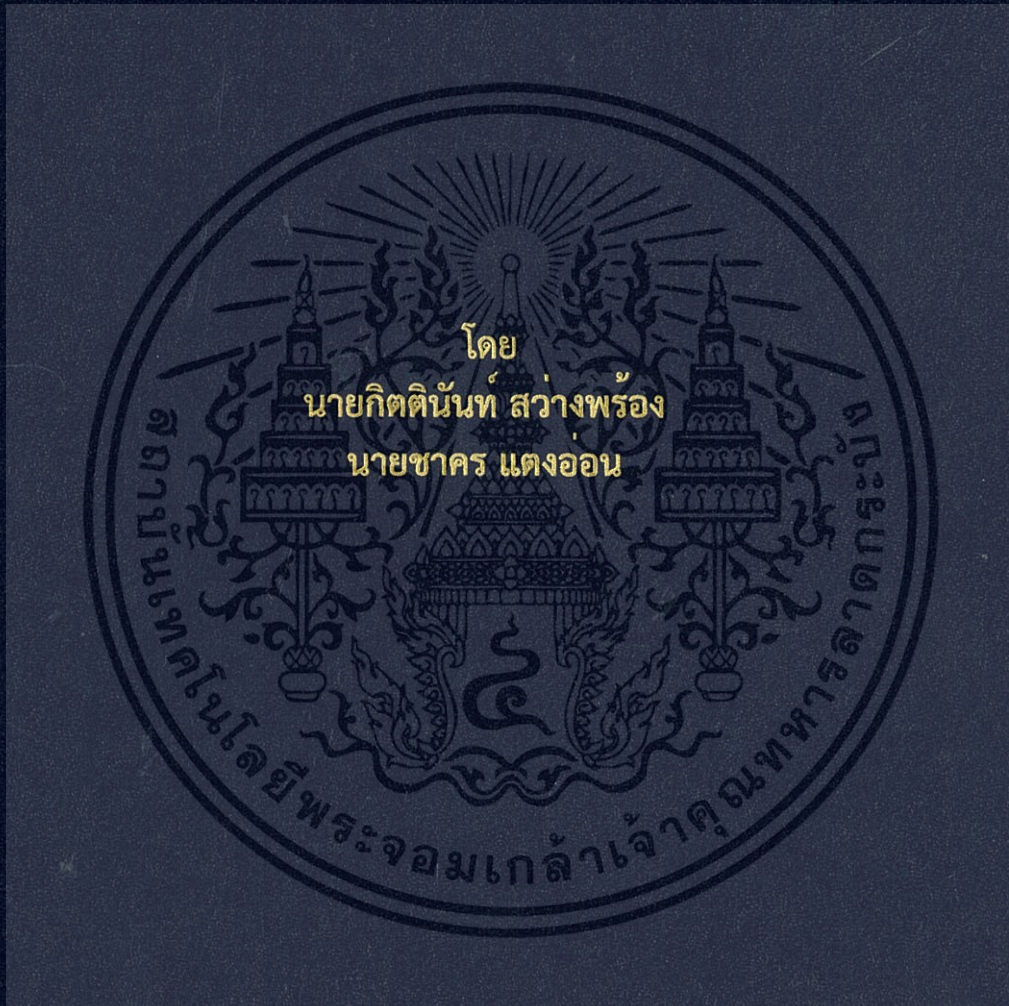 โดย
นายกิตตินันท์ สว่างพร้อง
นายชาคร แตงอ่อน
๔
สถาบันเทคโนโลยีพระจอมเกล้าเจ้าคุณทหารลาดกระบัง